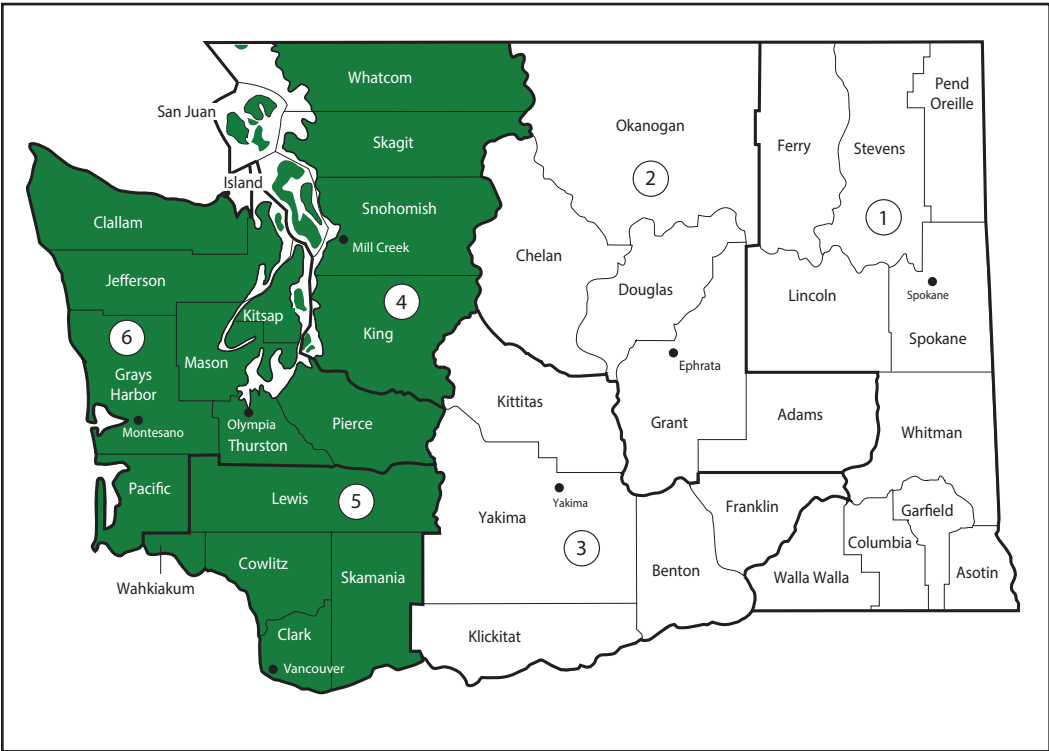 Whatcom
Pend
Oreille
San Juan
Okanogan
Skagit
Ferry
Stevens
2
Island
Snohomish
1
Clallam
Mill Creek
Chelan
Jefferson
Douglas
Lincoln
Spokane
4
Kitsap
King
6
Spokane
Mason
Ephrata
Grays
Harbor
Kittitas
Adams
Olympia
Pierce
Grant
Montesano
Thurston
Whitman
Pacific
Lewis
5
Yakima
Yakima
Franklin
Garfield
3
Columbia
Cowlitz
Skamania
Benton
Walla Walla
Asotin
Wahkiakum
Clark
Klickitat
Vancouver